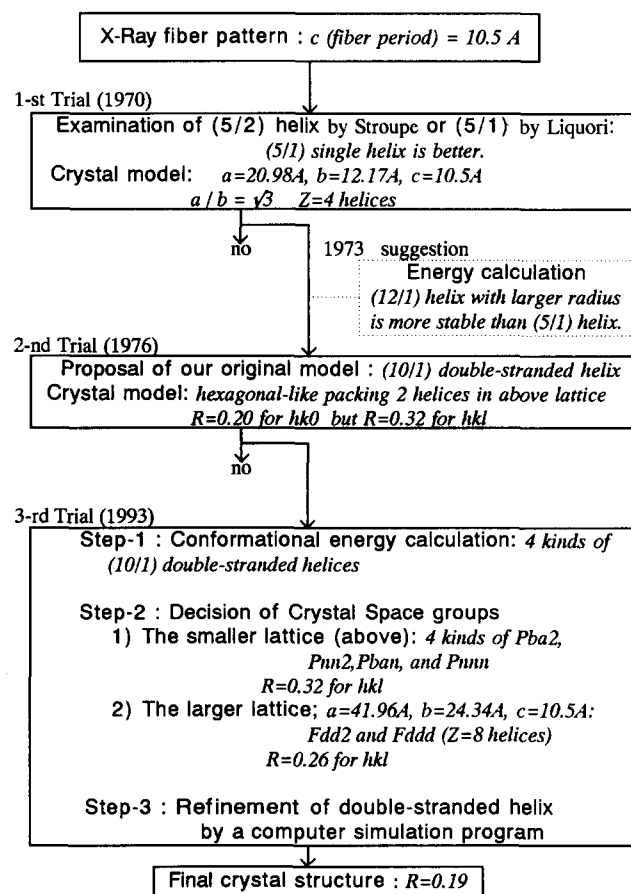 X-Ray fiber pattern : c (fiber period) = 10.5 A
1-st Trial (1970)
Examination of (5/2) helix by Stroupe or (5/1) by Liquori:
(5/1) single helix is better.
Crystal model: a=20.98A, b=12.17A, c=10.5A
a / b = √3 Z=4 helices
no
1973 suggestion
Energy calculation
(12/1) helix with larger radius
is more stable than (5/1) helix.
2-nd Trial (1976)
Proposal of our original model : (10/1) double-stranded helix
Crystal model: hexagonal-like packing 2 helices in above lattice
R=0.20 for hk0 but R=0.32 for hkl
no
3-rd Trial (1993)
Step-1 : Conformational energy calculation: 4 kinds of
(10/1) double-stranded helices
Step-2 : Decision of Crystal Space groups
1) The smaller lattice (above): 4 kinds of Pba2,
Pnn2,Pban, and Pnnn
R=0.32 for hkl
2) The larger lattice; a=41.96A, b=24.34A, c=10.5A:
Fdd2 and Fddd (Z=8 helices)
R=0.26 for hkl
Step-3 : Refinement of double-stranded helix
by a computer simulation program
Final crystal structure : R=0.19